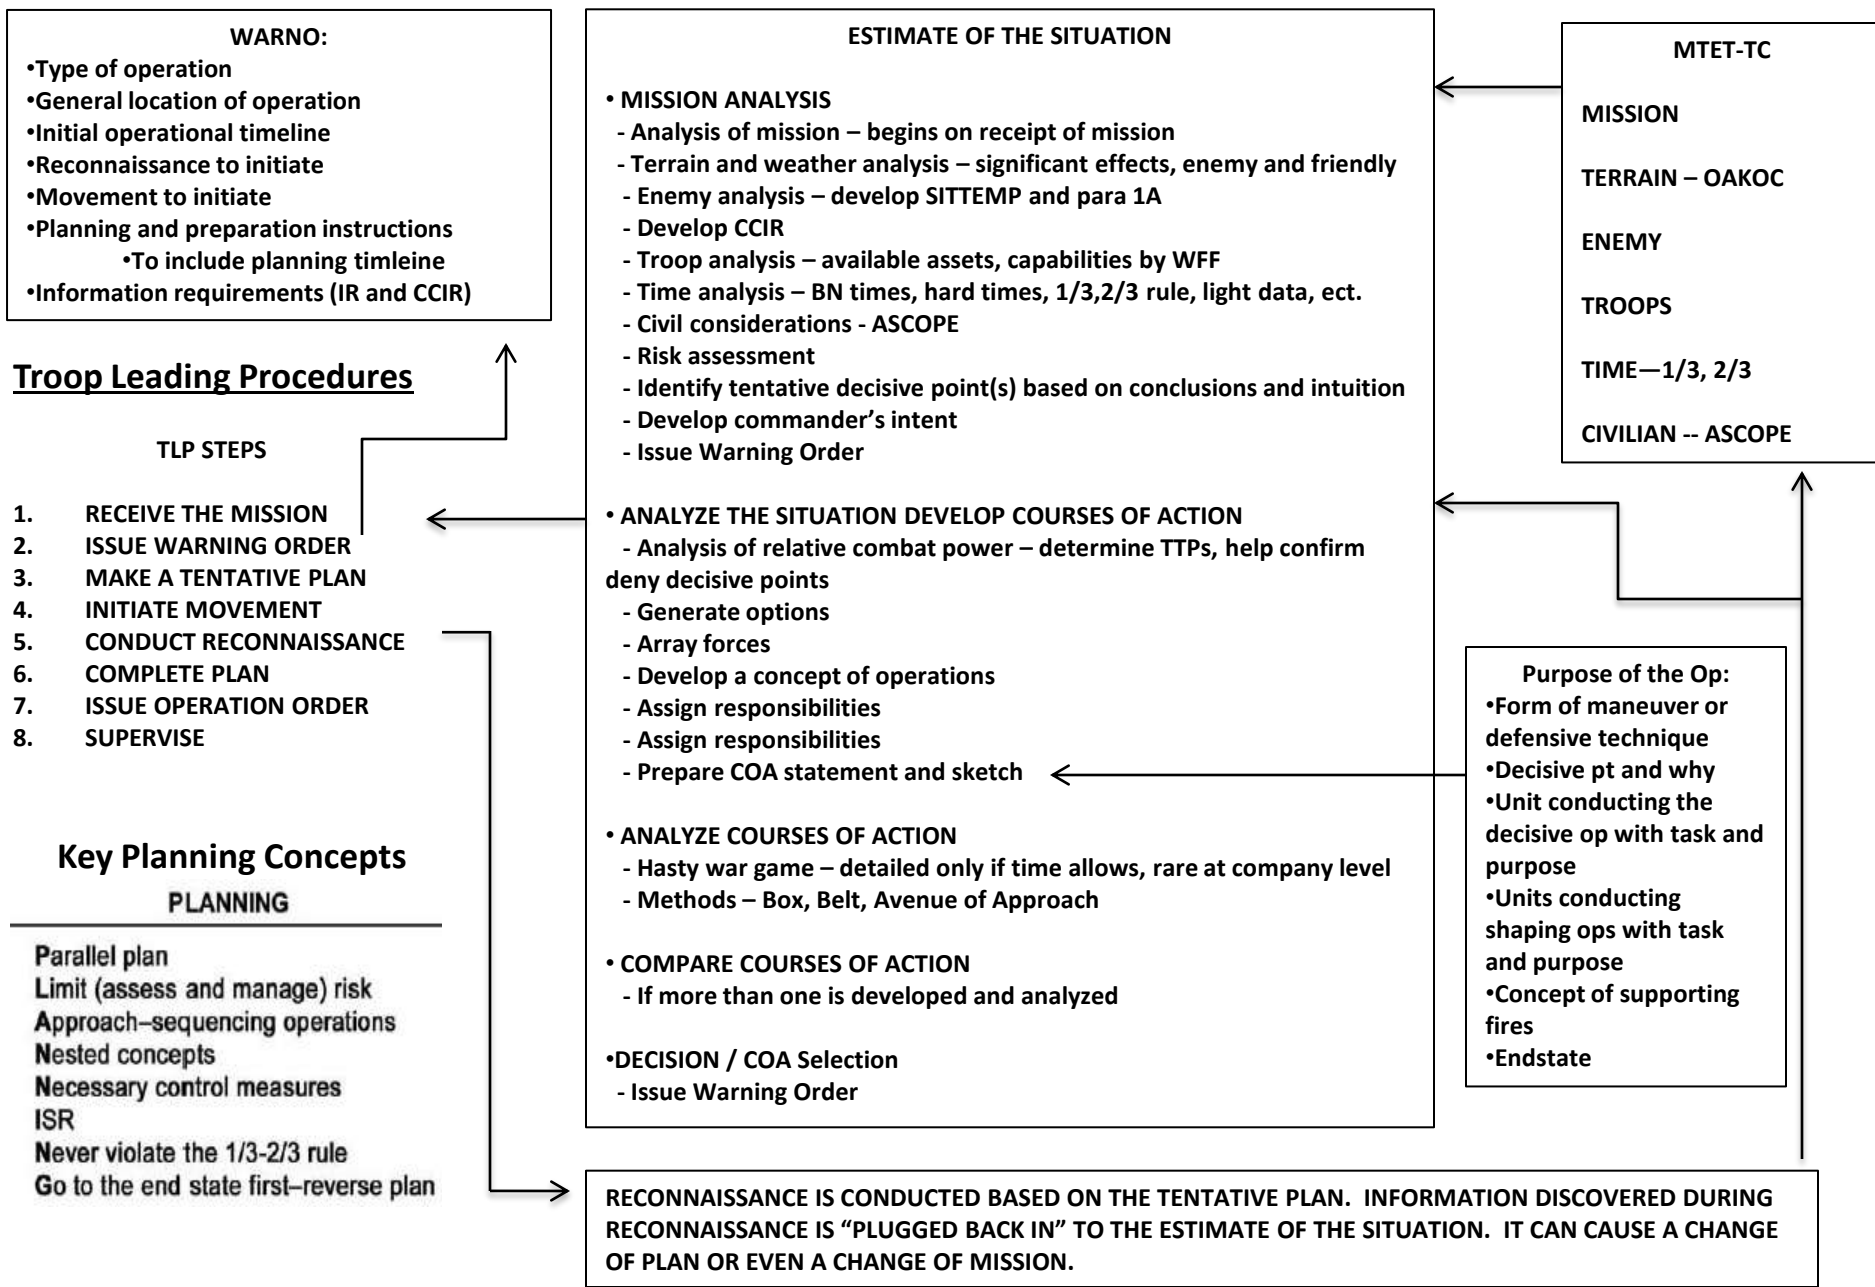 WARNO:
•Type of operation
•General location of operation
•Initial operational timeline
•Reconnaissance to initiate
•Movement to initiate
•Planning and preparation instructions
•To include planning timleine
•Information requirements (IR and CCIR)
Troop Leading Procedures
TLP STEPS
1. RECEIVE THE MISSION
2. ISSUE WARNING ORDER
3. MAKE A TENTATIVE PLAN
4. INITIATE MOVEMENT
5. CONDUCT RECONNAISSANCE
6. COMPLETE PLAN
7. ISSUE OPERATION ORDER
8. SUPERVISE
Key Planning Concepts
PLANNING
Parallel plan
Limit (assess and manage) risk
Approach–sequencing operations
Nested concepts
Necessary control measures
ISR
Never violate the 1/3-2/3 rule
Go to the end state first–reverse plan
ESTIMATE OF THE SITUATION
• MISSION ANALYSIS
- Analysis of mission – begins on receipt of mission
- Terrain and weather analysis – significant effects, enemy and friendly
- Enemy analysis – develop SITTEMP and para 1A
- Develop CCIR
- Troop analysis – available assets, capabilities by WFF
- Time analysis – BN times, hard times, 1/3,2/3 rule, light data, ect.
- Civil considerations - ASCOPE
- Risk assessment
- Identify tentative decisive point(s) based on conclusions and intuition
- Develop commander’s intent
- Issue Warning Order
• ANALYZE THE SITUATION DEVELOP COURSES OF ACTION
- Analysis of relative combat power – determine TTPs, help confirm
deny decisive points
- Generate options
- Array forces
- Develop a concept of operations
- Assign responsibilities
- Assign responsibilities
- Prepare COA statement and sketch
• ANALYZE COURSES OF ACTION
- Hasty war game – detailed only if time allows, rare at company level
- Methods – Box, Belt, Avenue of Approach
• COMPARE COURSES OF ACTION
- If more than one is developed and analyzed
•DECISION / COA Selection
- Issue Warning Order
MTET-TC
MISSION
TERRAIN – OAKOC
ENEMY
TROOPS
TIME—1/3, 2/3
CIVILIAN -- ASCOPE
Purpose of the Op:
•Form of maneuver or
defensive technique
•Decisive pt and why
•Unit conducting the
decisive op with task and
purpose
•Units conducting
shaping ops with task
and purpose
•Concept of supporting
fires
•Endstate
RECONNAISSANCE IS CONDUCTED BASED ON THE TENTATIVE PLAN. INFORMATION DISCOVERED DURING
RECONNAISSANCE IS “PLUGGED BACK IN” TO THE ESTIMATE OF THE SITUATION. IT CAN CAUSE A CHANGE
OF PLAN OR EVEN A CHANGE OF MISSION.